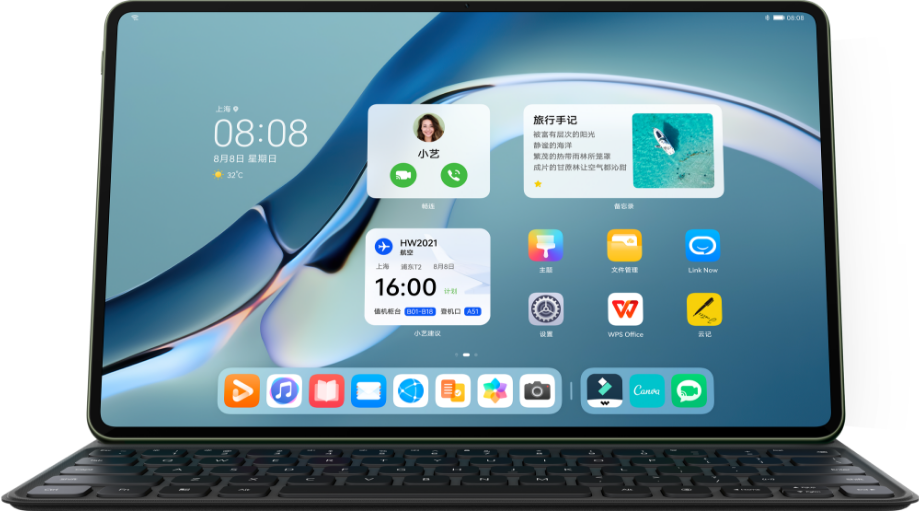 08:08
上海
08:08
8月8日 星期日
32°C
小艺
畅连
旅行手记
被富有层次的阳光
静谧的海洋
繁茂的热带雨林所笼罩
成片的甘蔗林让空气都沁甜
备忘录
HW2021
航空
上海 浦东T2 8月8日
16:00 计划
值机柜台 B01-B18 登机口 A51
小艺建议
主题
文件管理
Link Now
设置
WPS Office
云记
Canva
Q W E R T Y U I O P
A S D F G H J K L
Z X C V B N M
Fn
Alt
Alt